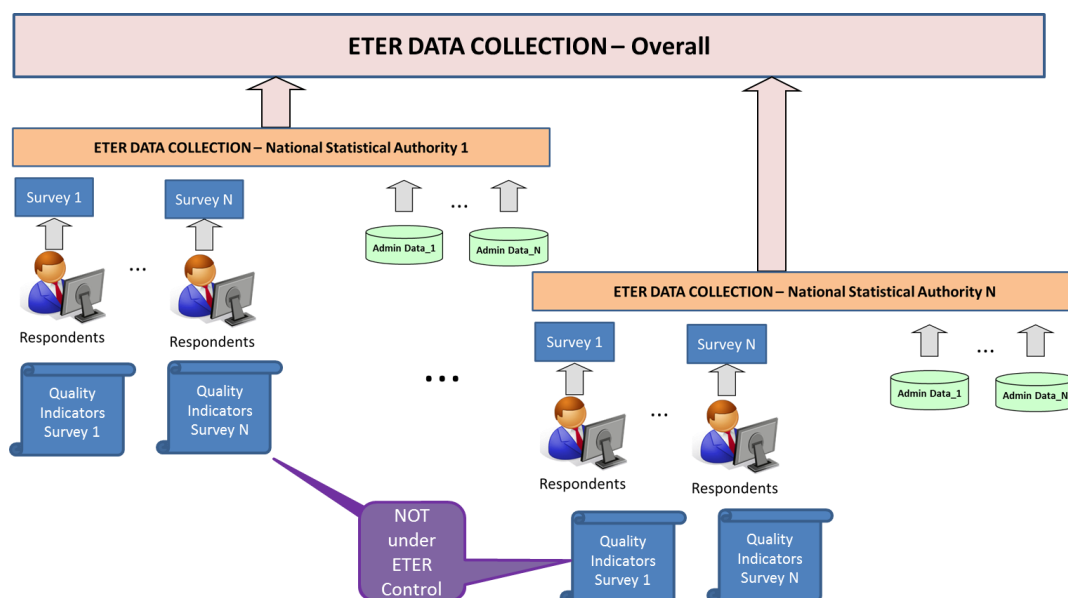 ETER DATA COLLECTION – Overall
ETER DATA COLLECTION – National Statistical Authority 1
Survey 1
Survey N
...
...
Admin Data_1
Admin Data_N
Respondents
Respondents
Quality
Indicators
Survey 1
Quality
Indicators
Survey N
...
ETER DATA COLLECTION – National Statistical Authority N
Survey 1
Survey N
...
...
Admin Data_1
Admin Data_N
Respondents
Respondents
NOT
under
ETER
Control
Quality
Indicators
Survey 1
Quality
Indicators
Survey N